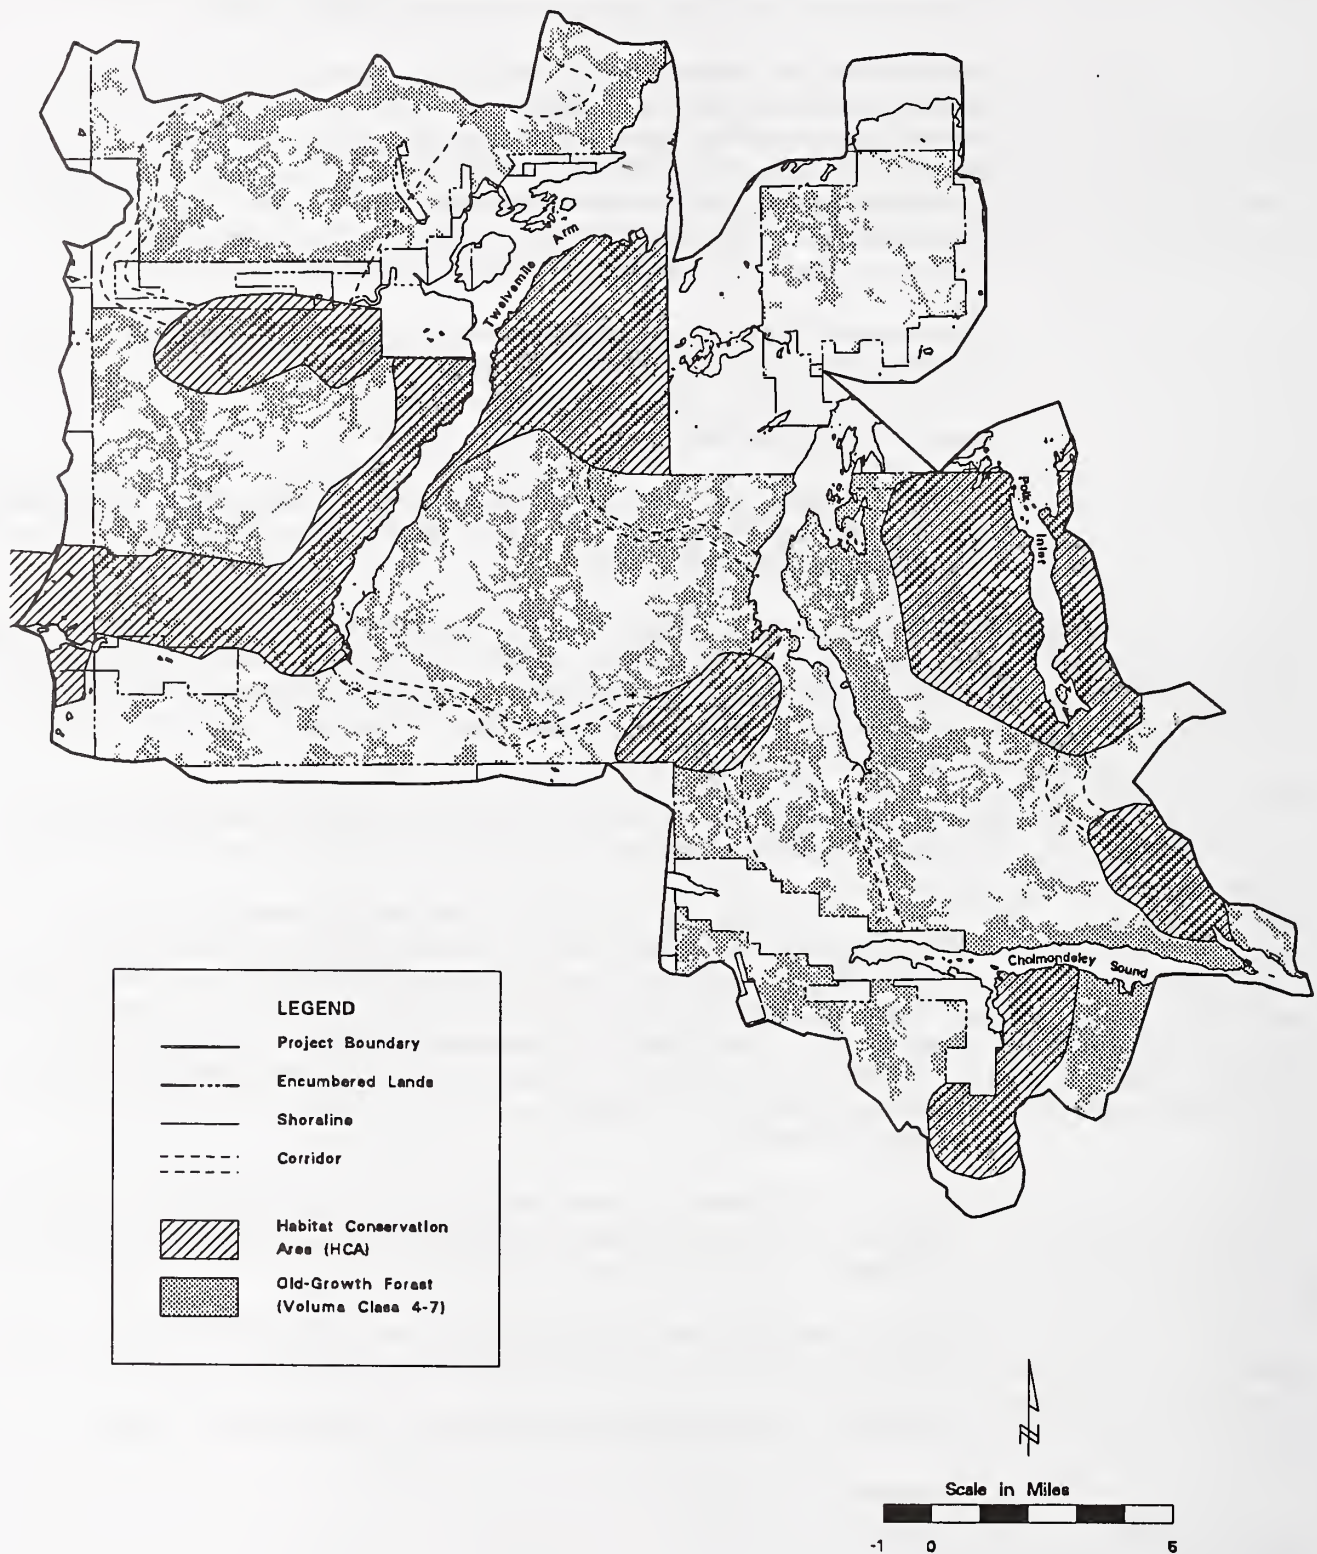 Twelvemile Arm
Polk Inlet
Cholmondeley Sound
LEGEND
Project Boundary
Encumbered Lands
Shoreline
Corridor
Habitat Conservation
Area (HCA)
Old-Growth Forest
(Volume Class 4-7)
N
Scale in Miles
-1 0 5